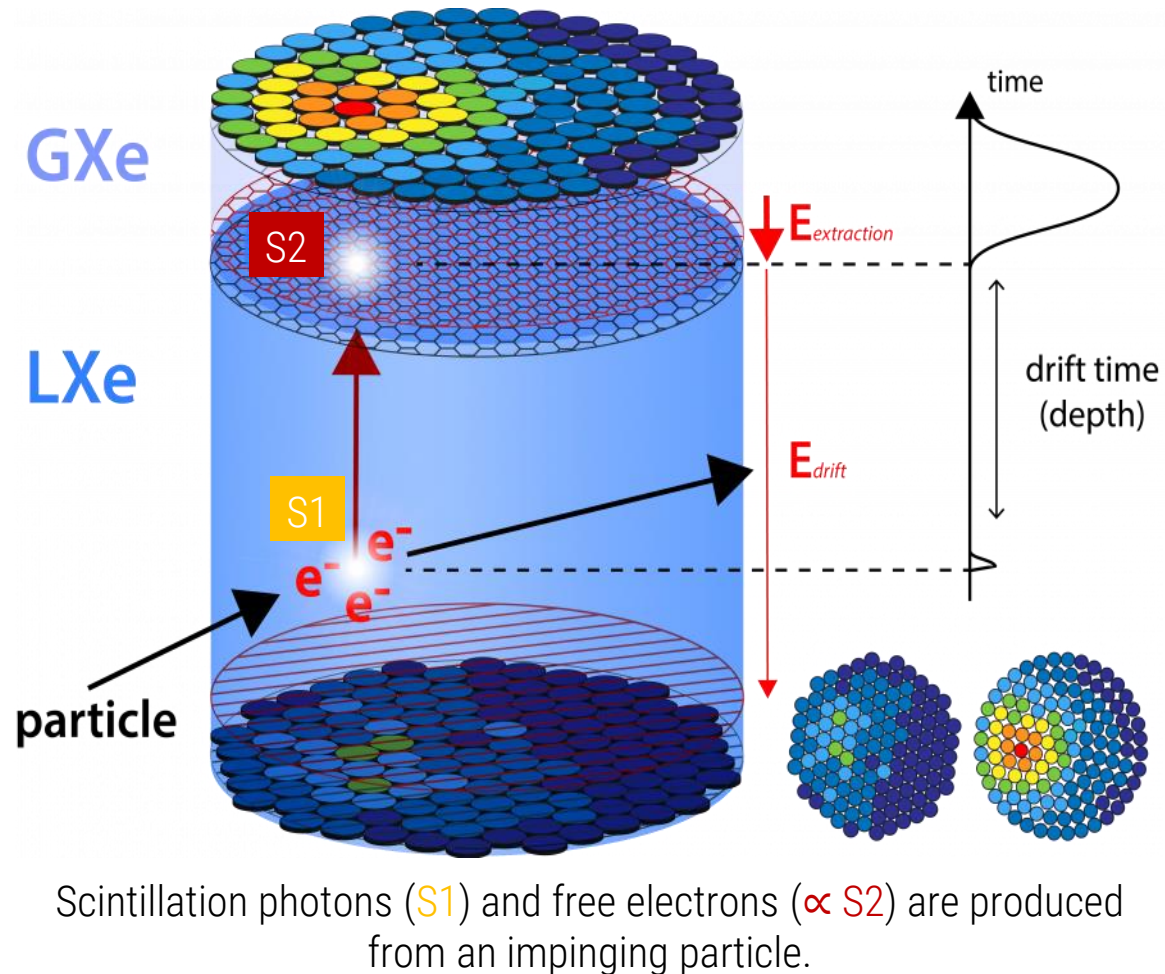 time
GXe
S2
E extraction
LXe
drift time
(depth)
E drift
S1
e⁻
e⁻
e⁻
particle
Scintillation photons (S1) and free electrons (∝ S2) are produced
from an impinging particle.